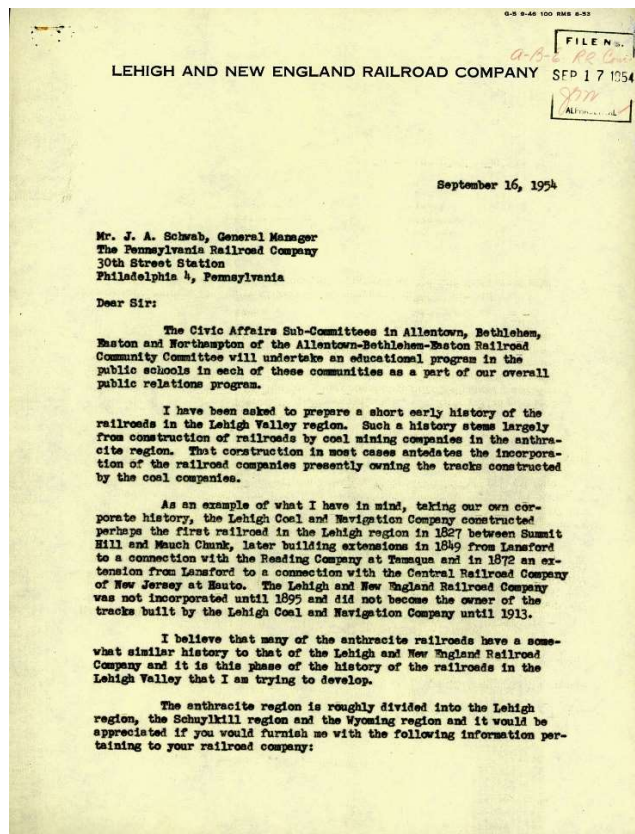 G-5 9-46 100 RMS 8-53
FILE No.
A-B-E RR Com
LEHIGH AND NEW ENGLAND RAILROAD COMPANY
SEP 17 1954
September 16, 1954
Mr. J. A. Schwab, General Manager
The Pennsylvania Railroad Company
30th Street Station
Philadelphia 4, Pennsylvania
Dear Sir:
The Civic Affairs Sub-Committees in Allentown, Bethlehem,
Easton and Northampton of the Allentown-Bethlehem-Easton Railroad
Community Committee will undertake an educational program in the
public schools in each of these communities as a part of our overall
public relations program.
I have been asked to prepare a short early history of the
railroads in the Lehigh Valley region. Such a history stems largely
from construction of railroads by coal mining companies in the anthra-
cite region. That construction in most cases antedates the incorpora-
tion of the railroad companies presently owning the tracks constructed
by the coal companies.
As an example of what I have in mind, taking our own cor-
porate history, the Lehigh Coal and Navigation Company constructed
perhaps the first railroad in the Lehigh region in 1827 between Summit
Hill and Mauch Chunk, later building extensions in 1849 from Lansford
to a connection with the Reading Company at Tamaqua and in 1872 an ex-
tension from Lansford to a connection with the Central Railroad Company
of New Jersey at Hauto. The Lehigh and New England Railroad Company
was not incorporated until 1895 and did not become the owner of the
tracks built by the Lehigh Coal and Navigation Company until 1913.
I believe that many of the anthracite railroads have a some-
what similar history to that of the Lehigh and New England Railroad
Company and it is this phase of the history of the railroads in the
Lehigh Valley that I am trying to develop.
The anthracite region is roughly divided into the Lehigh
region, the Schuylkill region and the Wyoming region and it would be
appreciated if you would furnish me with the following information per-
taining to your railroad company: